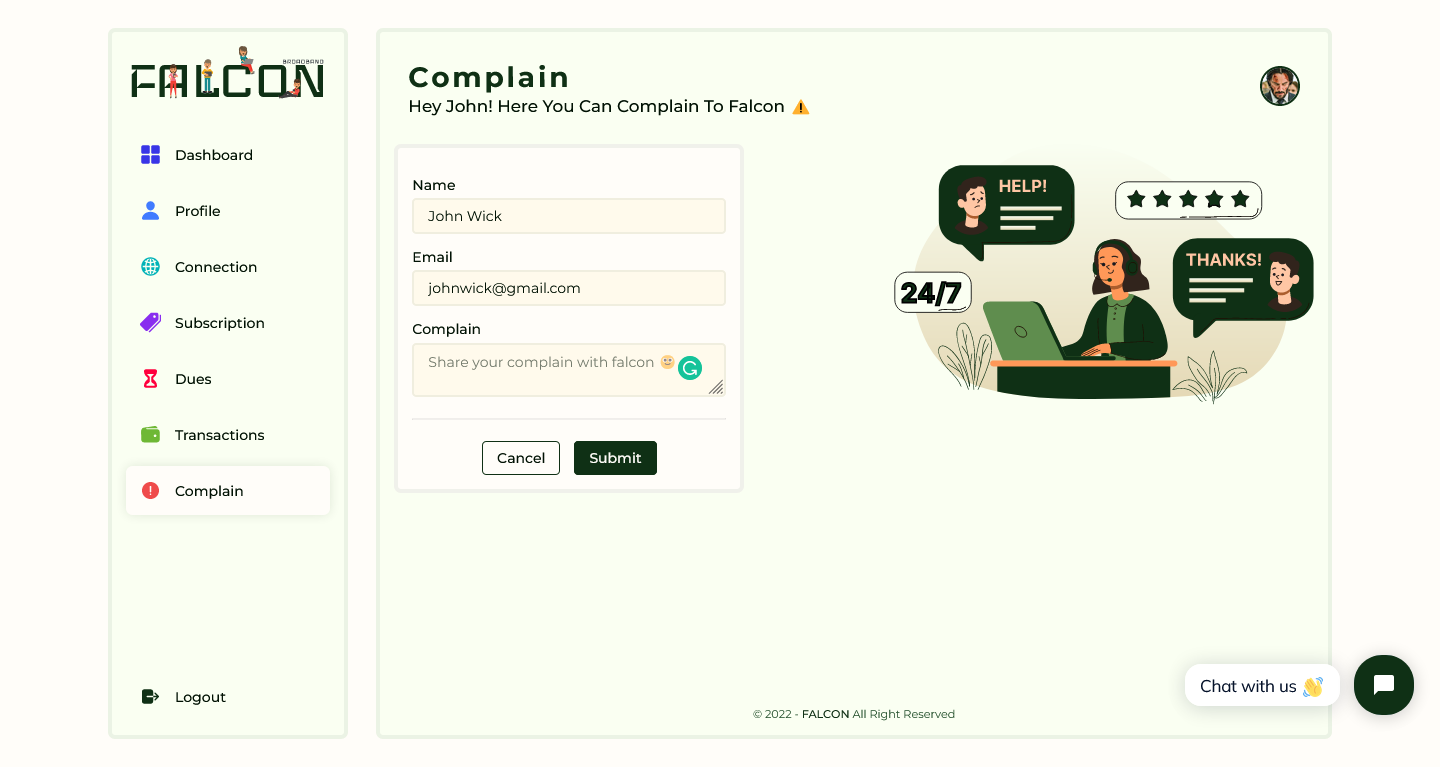 FALCON
BROADBAND
Dashboard
Profile
Connection
Subscription
Dues
Transactions
Complain
Logout
Complain
Hey John! Here You Can Complain To Falcon ⚠️
Name
John Wick
Email
johnwick@gmail.com
Complain
Share your complain with falcon 🙂
Cancel
Submit
HELP!
THANKS!
24/7
Chat with us 👋
© 2022 - FALCON All Right Reserved